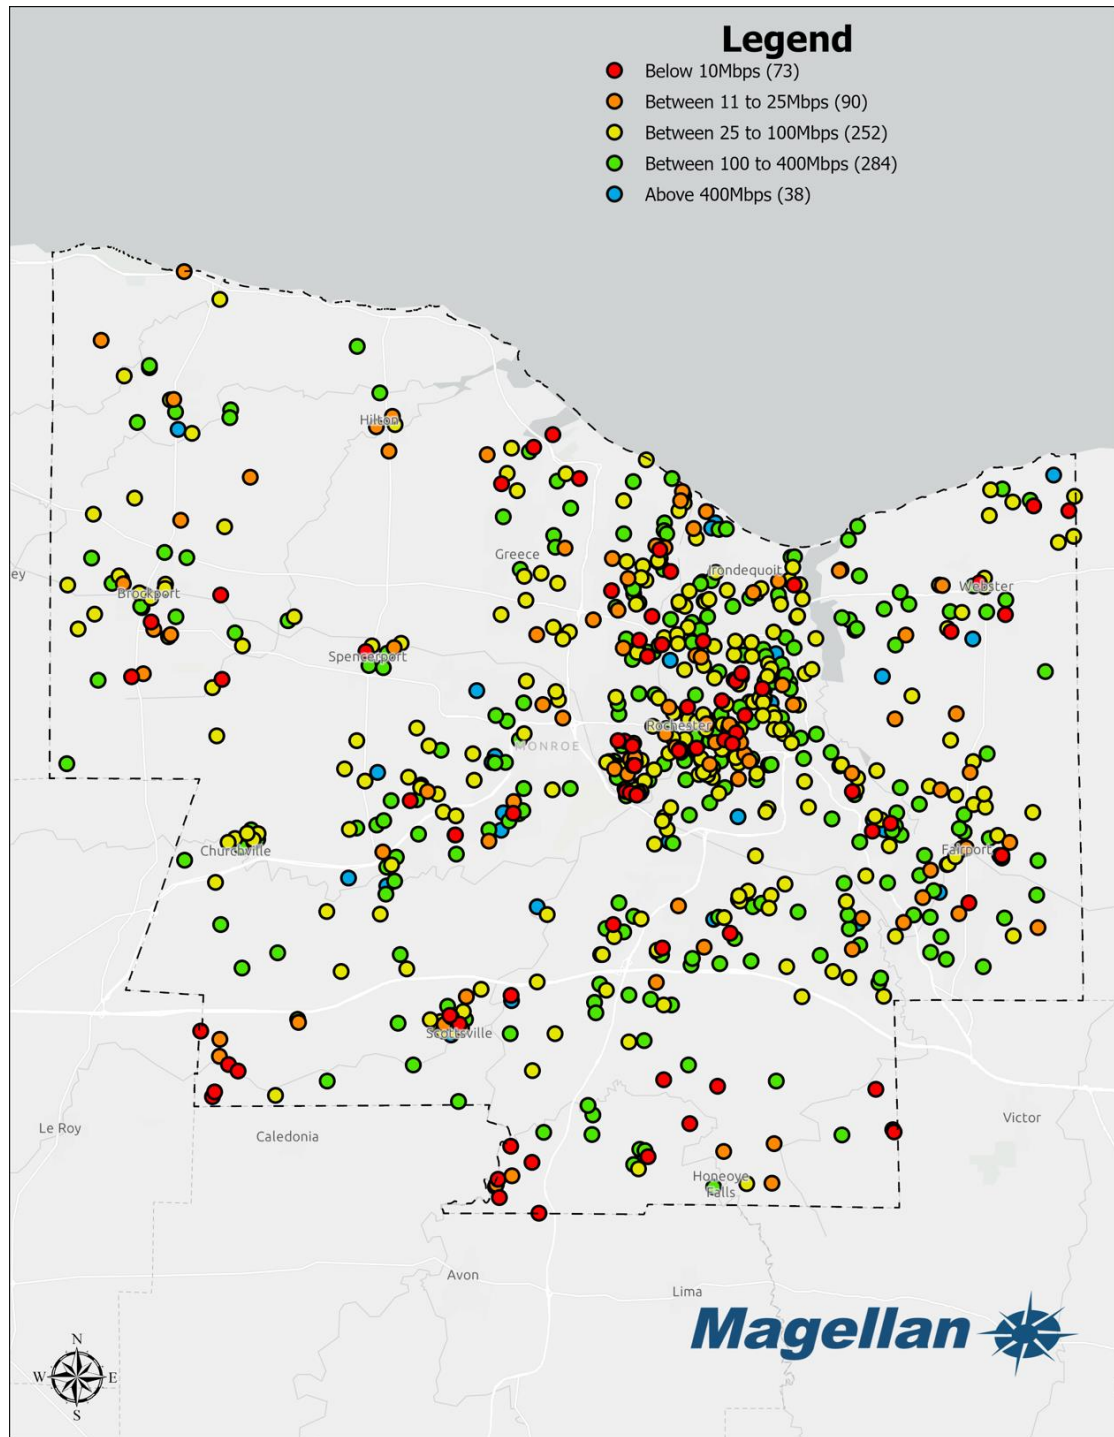 Legend
Below 10Mbps (73)
Between 11 to 25Mbps (90)
Between 25 to 100Mbps (252)
Between 100 to 400Mbps (284)
Above 400Mbps (38)
Hilton
Greece
ey
Irondequoit
Webster
Brockport
Spencerport
Rochester
MONROE
Churchville
Fairport
Scottsville
Le Roy
Caledonia
Victor
Honeoye
Falls
Avon
Lima
Magellan
N
W E
S